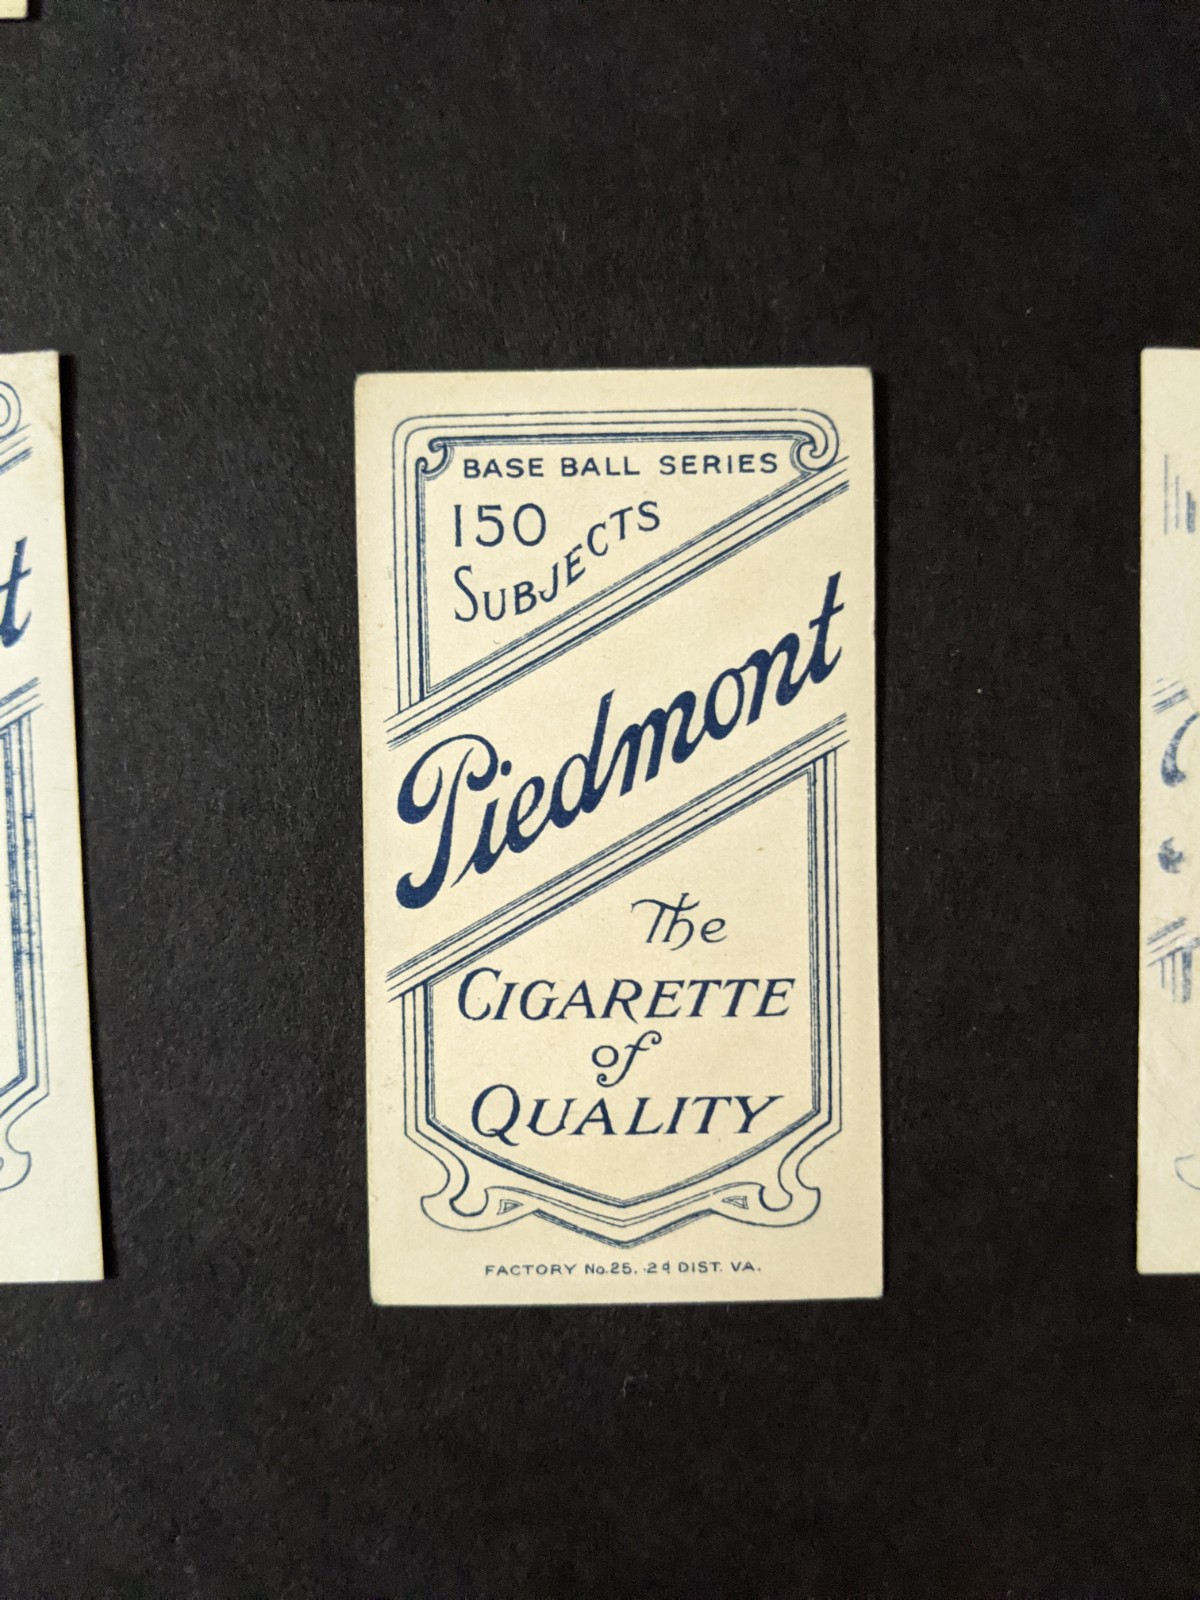 BASE BALL SERIES
150
SUBJECTS
Piedmont
The
CIGARETTE
of
QUALITY
FACTORY No.25, 2d DIST. VA.
t